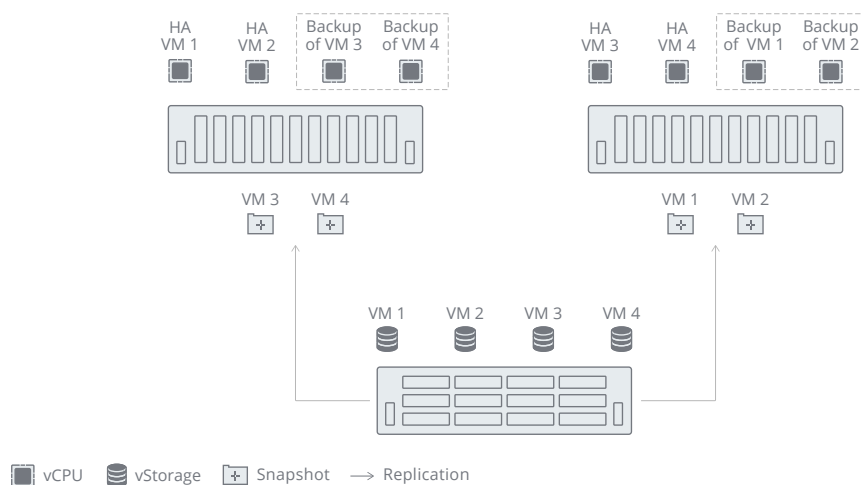 HA
VM 1
HA
VM 2
Backup
of VM 3
Backup
of VM 4
HA
VM 3
HA
VM 4
Backup
of VM 1
Backup
of VM 2
VM 3
VM 4
VM 1
VM 2
VM 1
VM 2
VM 3
VM 4
vCPU
vStorage
Snapshot
Replication